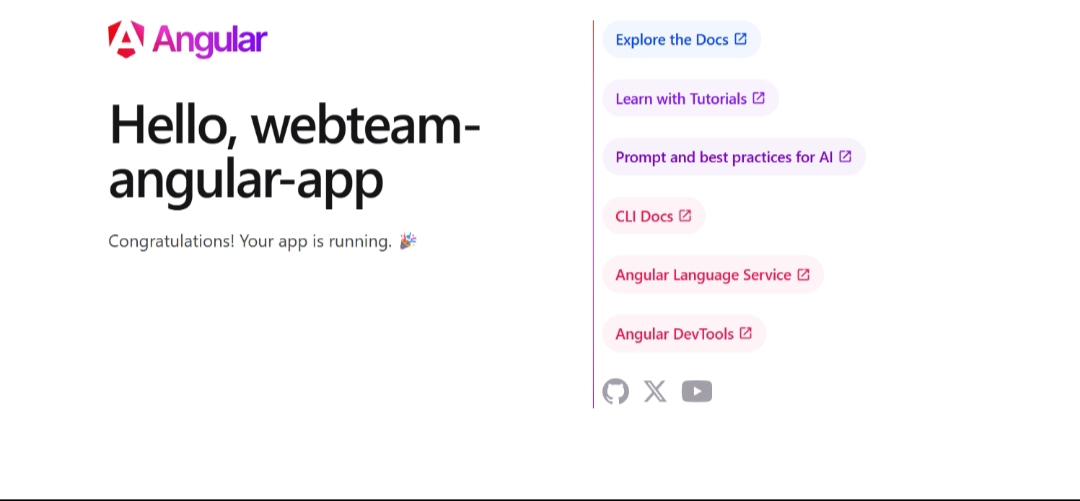 Angular
Hello, webteam-
angular-app
Congratulations! Your app is running. 🎉
Explore the Docs
Learn with Tutorials
Prompt and best practices for AI
CLI Docs
Angular Language Service
Angular DevTools